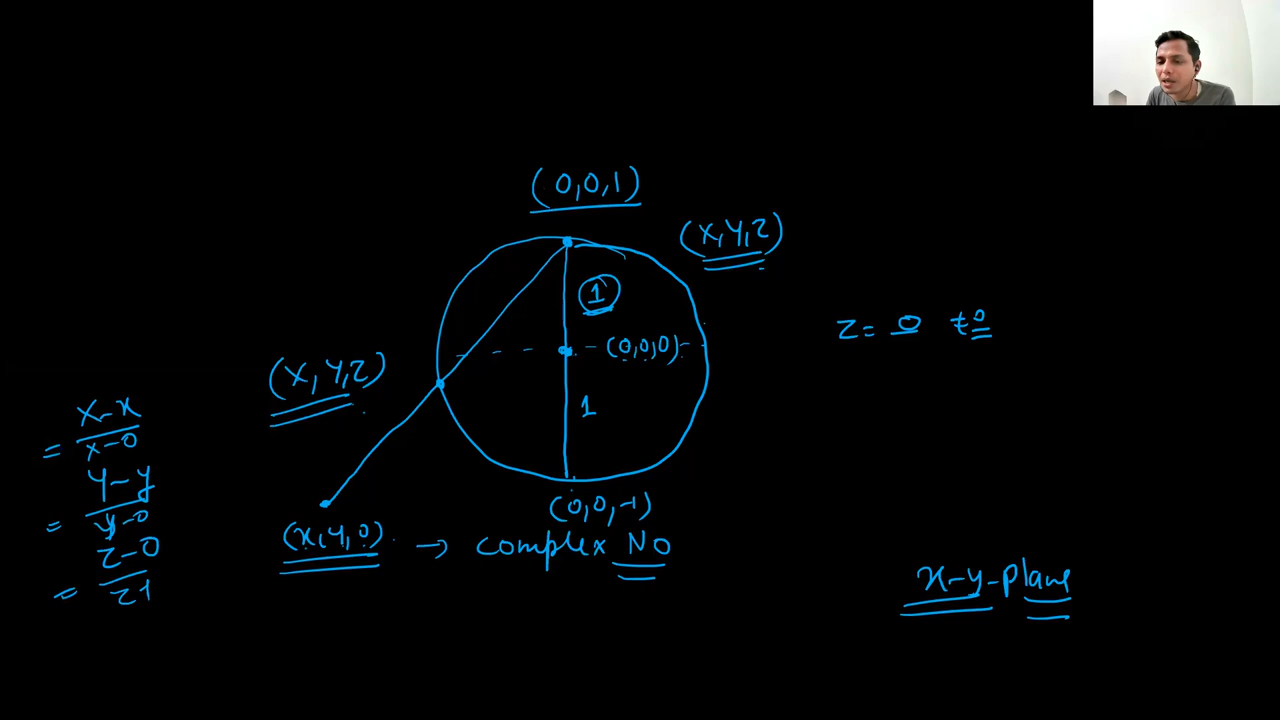 (0,0,1)
(X,Y,Z)
1
Z = 0 ≠ 0
(0,0,0)
(X,Y,Z)
1
X-x
= x-0
Y-y
= y-0
Z-0
=
(0,0,-1)
(x,y,0) → complex No
x-y-plane